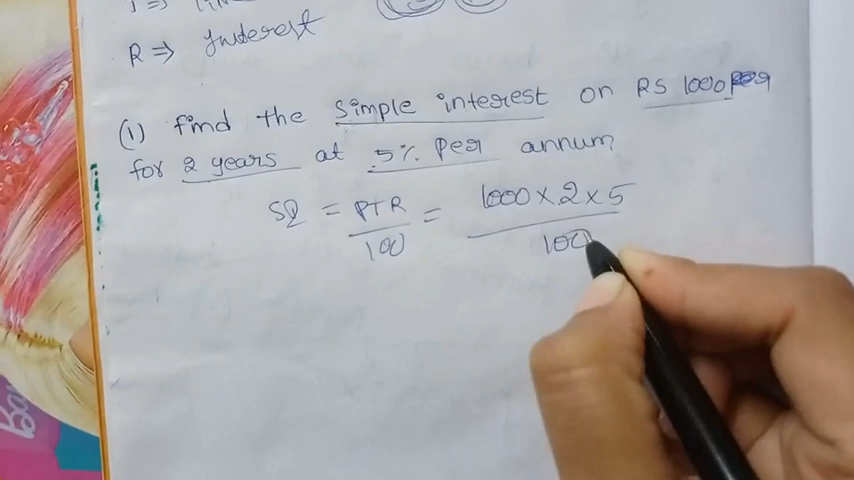 R ⇒ Interest
(1) find the simple interest on RS 1000 per
for 2 years at 5% per annum
SI = PTR/100 = 1000 × 2 × 5/100
Bar